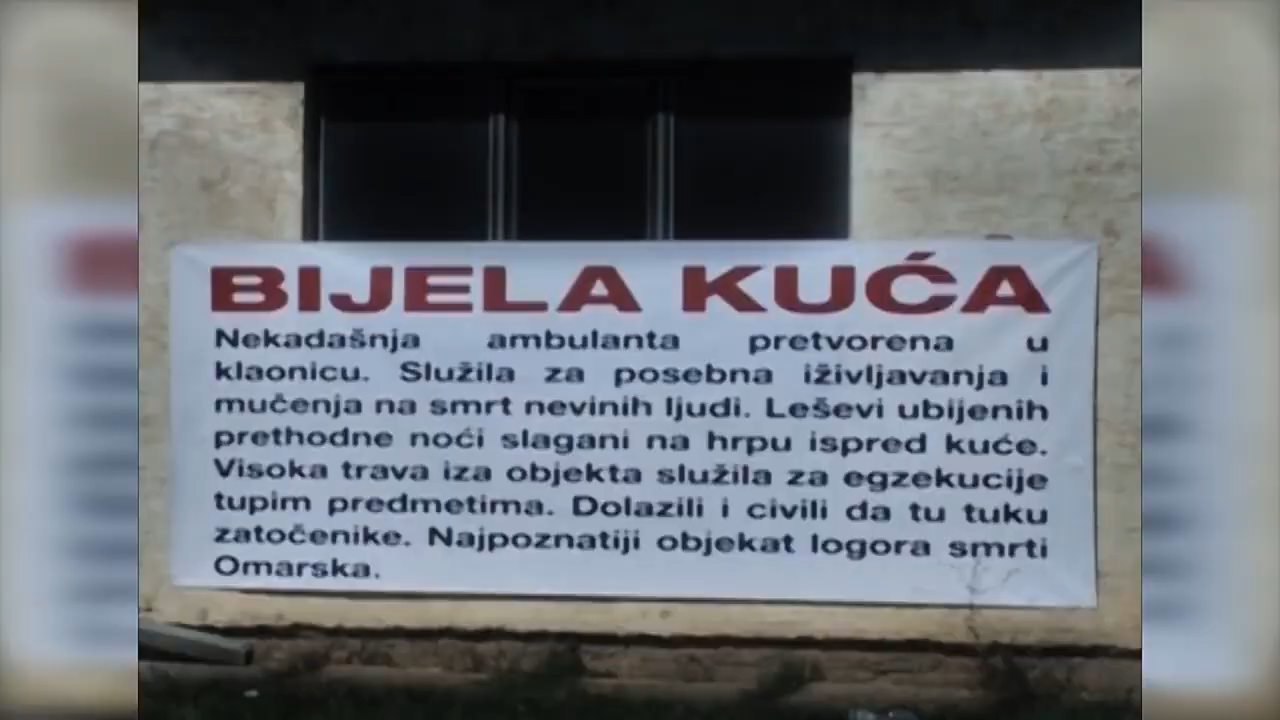 BIJELA KUĆA
Nekadašnja ambulanta pretvorena u
klaonicu. Služila za posebna iživljavanja i
mučenja na smrt nevinih ljudi. Leševi ubijenih
prethodne noći slagani na hrpu ispred kuće.
Visoka trava iza objekta služila za egzekucije
tupim predmetima. Dolazili i civili da tu tuku
zatočenike. Najpoznatiji objekat logora smrti
Omarska.